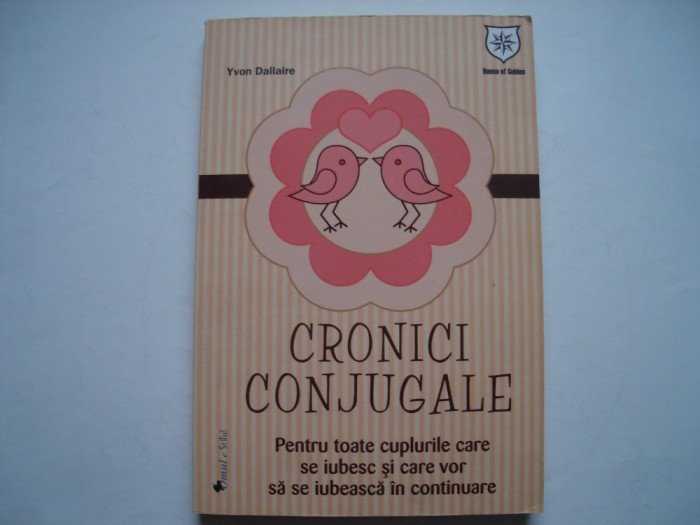 Yvon Dallaire
House of Guides
CRONICI
CONJUGALE
Pentru toate cuplurile care
se iubesc şi care vor
să se iubească în continuare